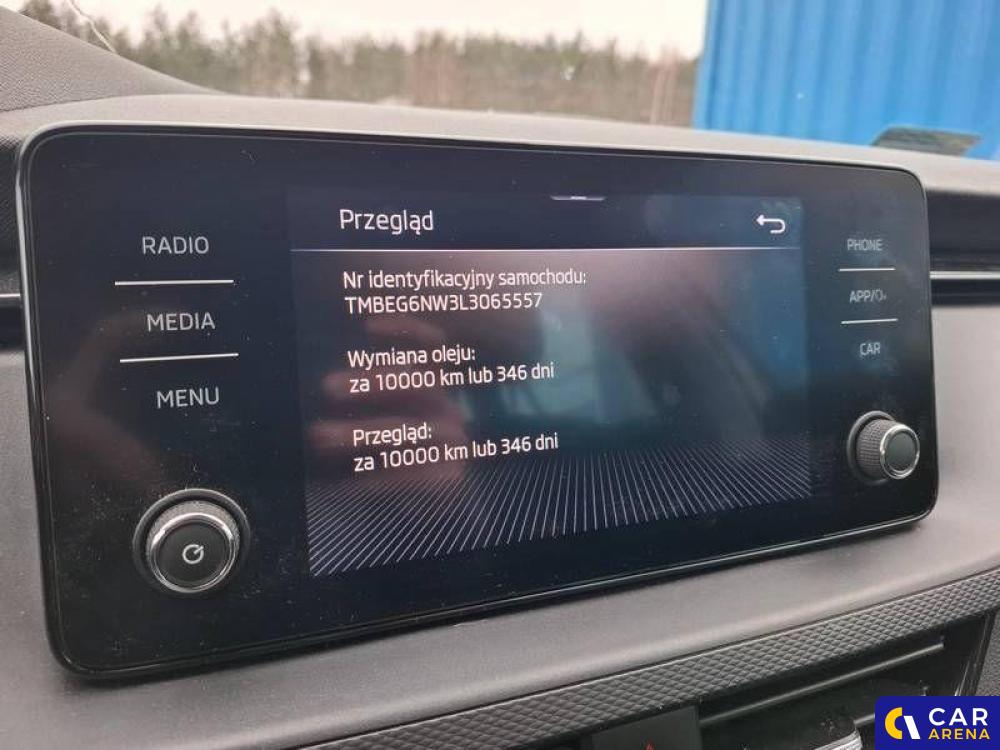 Przegląd
Nr identyfikacyjny samochodu:
TMBEG6NW3L3065557
Wymiana oleju:
za 10000 km lub 346 dni
Przegląd:
za 10000 km lub 346 dni
RADIO
MEDIA
MENU
PHONE
APP/
CAR
CAR
ARENA